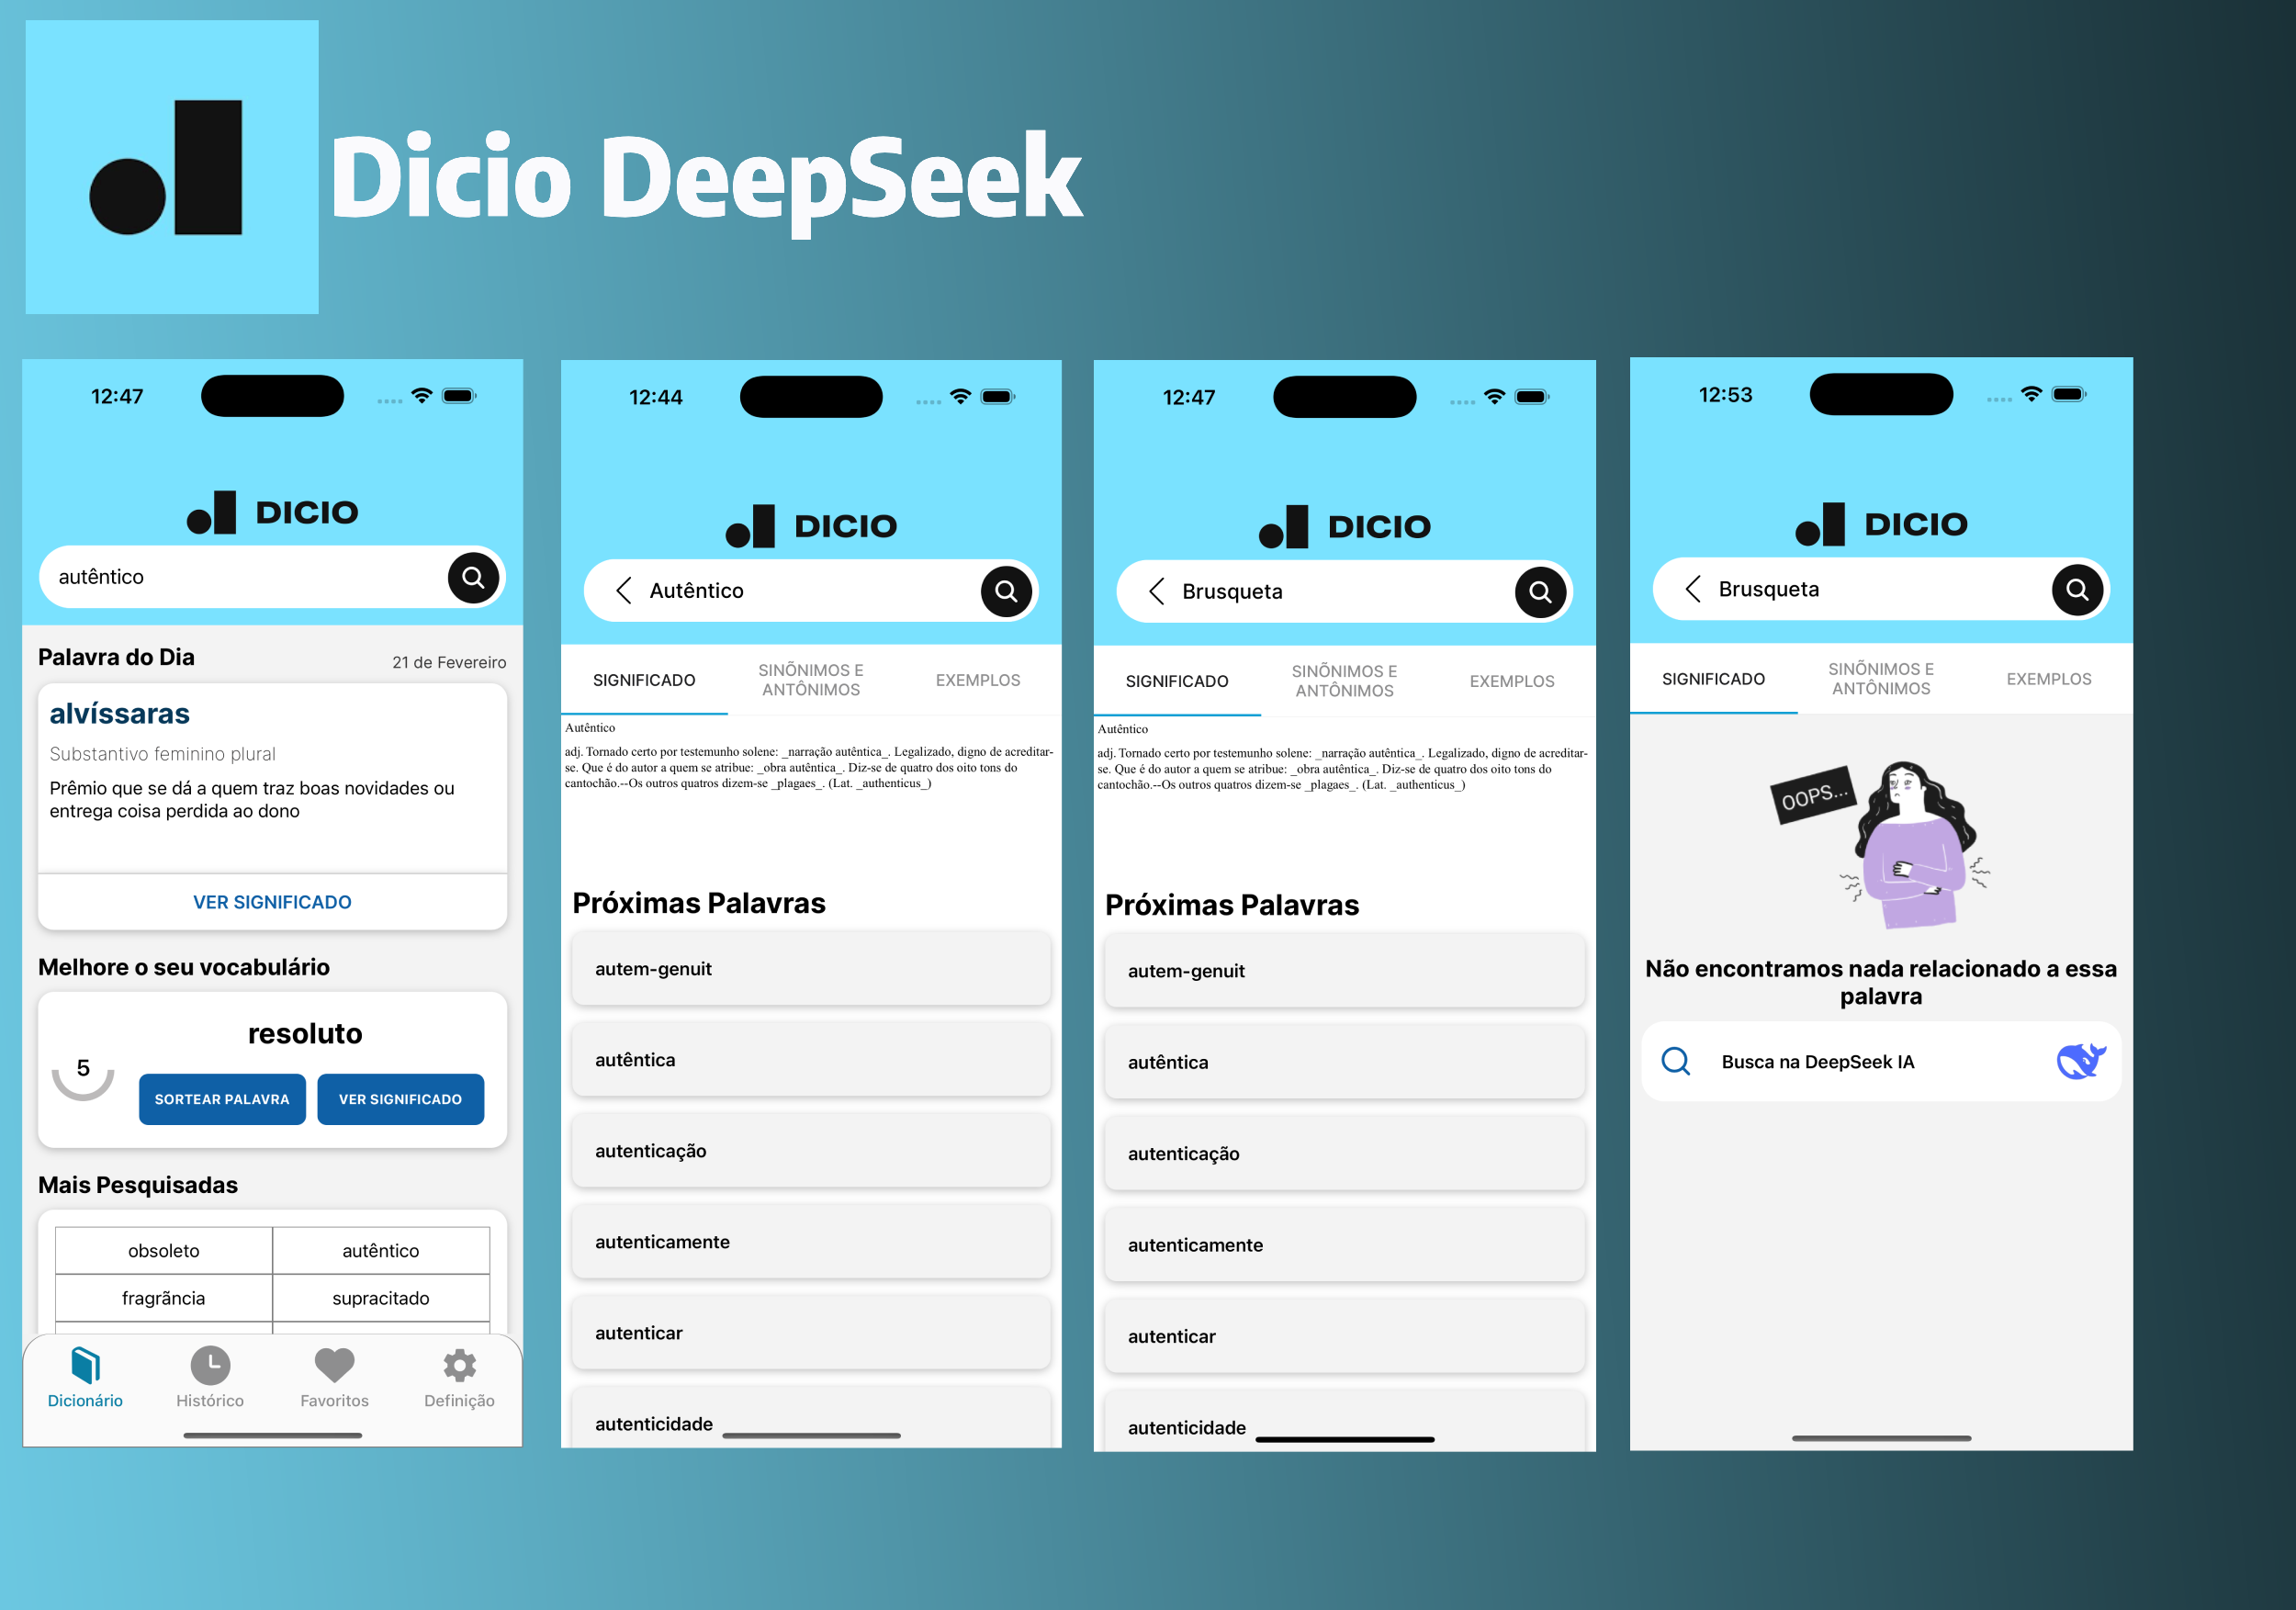 Dicio DeepSeek
12:47
DICIO
autêntico
Palavra do Dia
21 de Fevereiro
alvíssaras
Substantivo feminino plural
Prêmio que se dá a quem traz boas novidades ou
entrega coisa perdida ao dono
VER SIGNIFICADO
Melhore o seu vocabulário
resoluto
5
SORTEAR PALAVRA
VER SIGNIFICADO
Mais Pesquisadas
obsoleto
autêntico
fragrãncia
supracitado
Dicionário
Histórico
Favoritos
Definição
12:44
DICIO
Autêntico
SIGNIFICADO
SINÕNIMOS E
ANTÔNIMOS
EXEMPLOS
Autêntico
adj. Tornado certo por testemunho solene: _narração autêntica_. Legalizado, digno de acreditar-
se. Que é do autor a quem se atribue: _obra autêntica_. Diz-se de quatro dos oito tons do
cantochão.--Os outros quatros dizem-se _plagaes_. (Lat. _authenticus_)
Próximas Palavras
autem-genuit
autêntica
autenticação
autenticamente
autenticar
autenticidade
12:47
DICIO
Brusqueta
SIGNIFICADO
SINÕNIMOS E
ANTÔNIMOS
EXEMPLOS
Autêntico
adj. Tornado certo por testemunho solene: _narração autêntica_. Legalizado, digno de acreditar-
se. Que é do autor a quem se atribue: _obra autêntica_. Diz-se de quatro dos oito tons do
cantochão.--Os outros quatros dizem-se _plagaes_. (Lat. _authenticus_)
Próximas Palavras
autem-genuit
autêntica
autenticação
autenticamente
autenticar
autenticidade
12:53
DICIO
Brusqueta
SIGNIFICADO
SINÕNIMOS E
ANTÔNIMOS
EXEMPLOS
OOPS...
Não encontramos nada relacionado a essa
palavra
Busca na DeepSeek IA